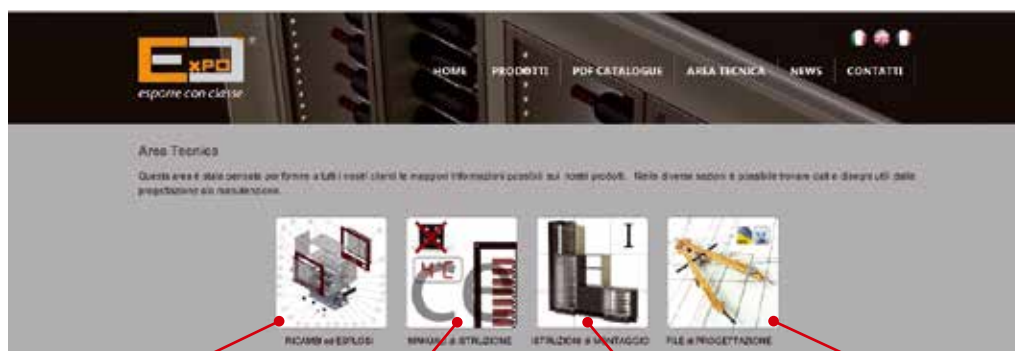 ExPO
esporre con classe
HOME PRODOTTI PDF CATALOGUE AREA TECNICA NEWS CONTATTI
Area Tecnica
Questa area è stata pensata per fornire a tutti i nostri clienti le maggiori informazioni possibili sui nostri prodotti. Nelle diverse sezioni è possibile trovare dati e disegni utili dalla
progettazione alla manutenzione.
4°C
CE
I
RICAMBI ed ESPLOSI MANUALI di ISTRUZIONE ISTRUZIONI di MONTAGGIO FILE di PROGETTAZIONE